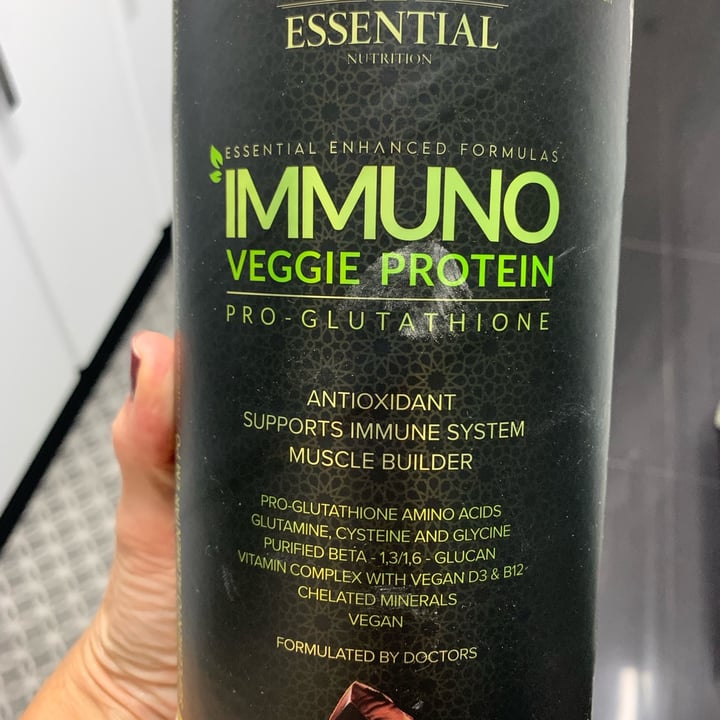 ESSENTIAL
NUTRITION
ESSENTIAL ENHANCED FORMULAS
IMMUNO
VEGGIE PROTEIN
PRO-GLUTATHIONE
ANTIOXIDANT
SUPPORTS IMMUNE SYSTEM
MUSCLE BUILDER
PRO-GLUTATHIONE AMINO ACIDS
GLUTAMINE, CYSTEINE AND GLYCINE
PURIFIED BETA - 1,3/1,6 - GLUCAN
VITAMIN COMPLEX WITH VEGAN D3 & B12
CHELATED MINERALS
VEGAN
FORMULATED BY DOCTORS